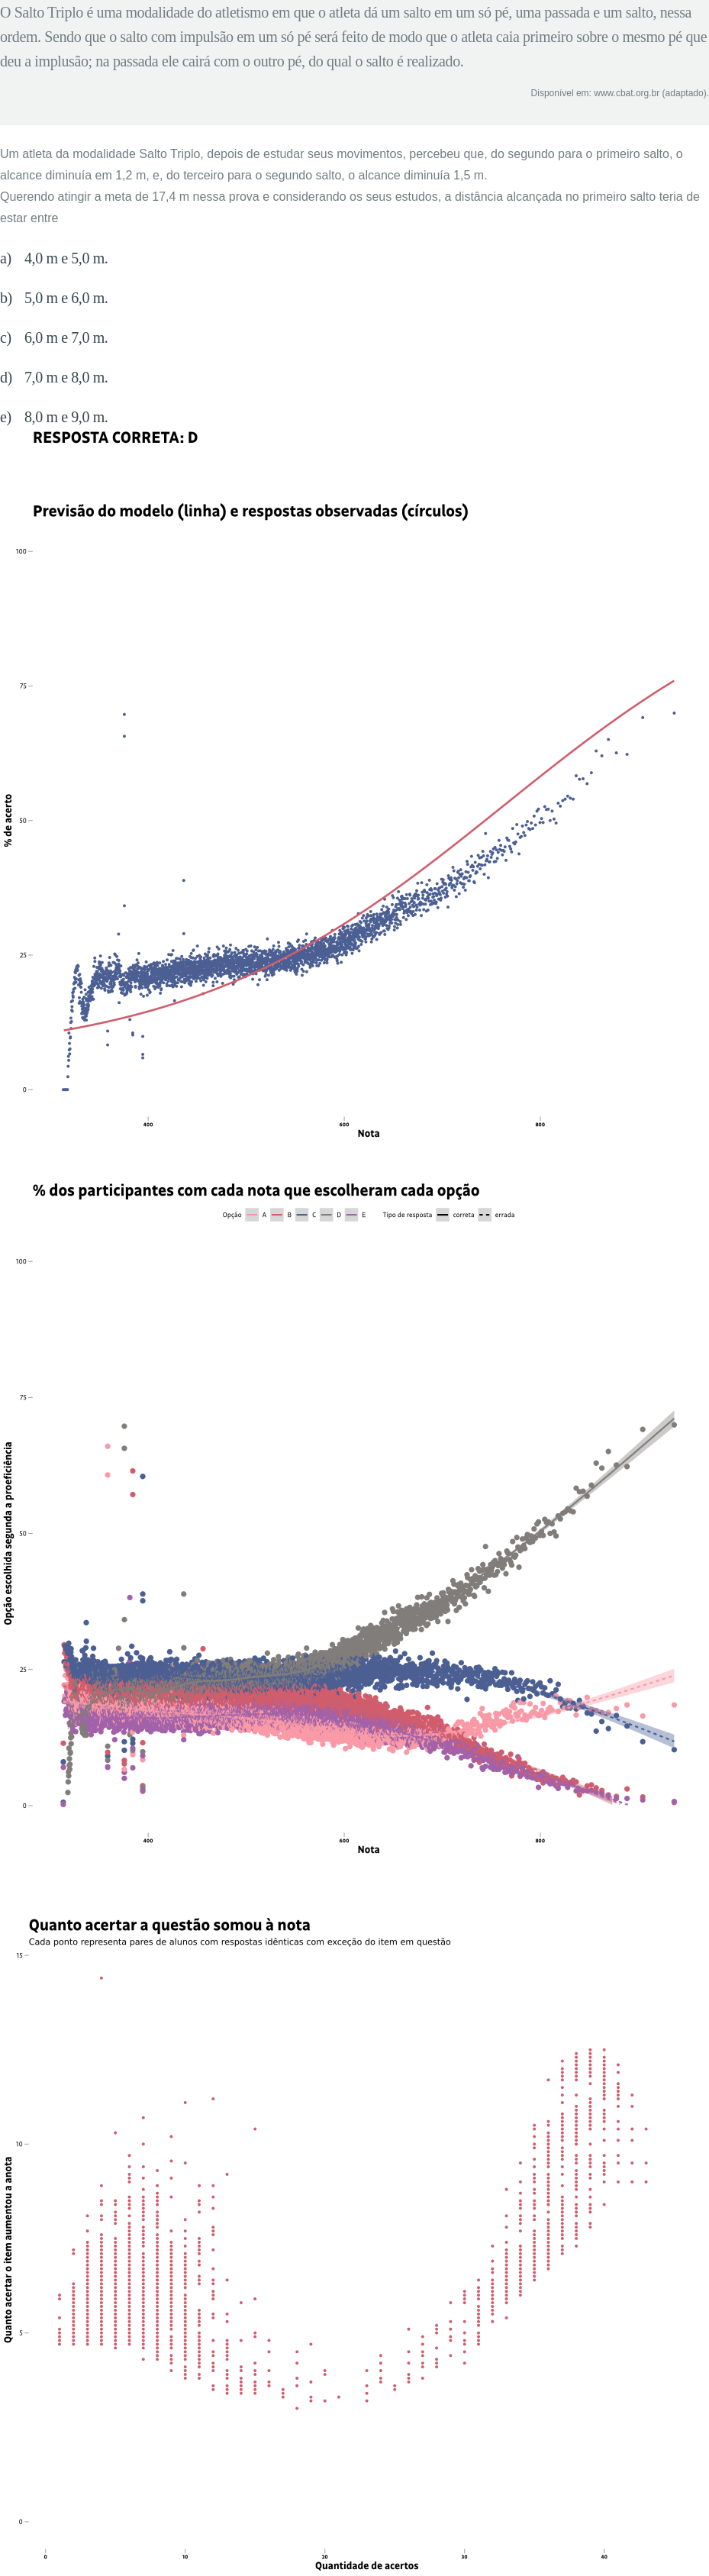 O Salto Triplo é uma modalidade do atletismo em que o atleta dá um salto em um só pé, uma passada e um salto, nessa
ordem. Sendo que o salto com impulsão em um só pé será feito de modo que o atleta caia primeiro sobre o mesmo pé que
deu a implusão; na passada ele cairá com o outro pé, do qual o salto é realizado.
Disponível em: www.cbat.org.br (adaptado).
Um atleta da modalidade Salto Triplo, depois de estudar seus movimentos, percebeu que, do segundo para o primeiro salto, o
alcance diminuía em 1,2 m, e, do terceiro para o segundo salto, o alcance diminuía 1,5 m.
Querendo atingir a meta de 17,4 m nessa prova e considerando os seus estudos, a distância alcançada no primeiro salto teria de
estar entre
a) 4,0 m e 5,0 m.
b) 5,0 m e 6,0 m.
c) 6,0 m e 7,0 m.
d) 7,0 m e 8,0 m.
e) 8,0 m e 9,0 m.
RESPOSTA CORRETA: D
Previsão do modelo (linha) e respostas observadas (círculos)
100
75
50
25
0
% de acerto
400 600 800
Nota
% dos participantes com cada nota que escolheram cada opção
Opção A B C D E Tipo de resposta correta errada
100
75
50
25
0
Opção escolhida segunda a proeficiência
400 600 800
Nota
Quanto acertar a questão somou à nota
Cada ponto representa pares de alunos com respostas idênticas com exceção do item em questão
15
10
5
0
Quanto acertar o item aumentou a anota
0 10 20 30 40
Quantidade de acertos